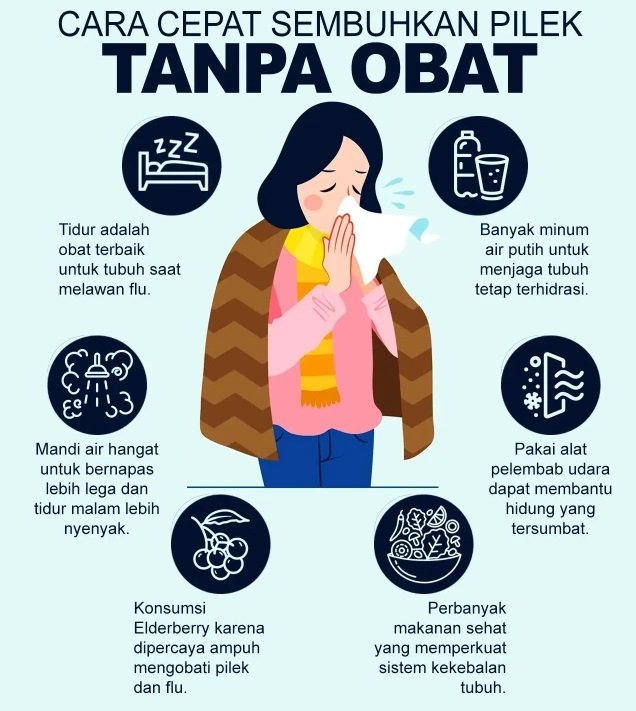 CARA CEPAT SEMBUHKAN PILEK
TANPA OBAT
ZZZ
Tidur adalah
obat terbaik
untuk tubuh saat
melawan flu.
Banyak minum
air putih untuk
menjaga tubuh
tetap terhidrasi.
Mandi air hangat
untuk bernapas
lebih lega dan
tidur malam lebih
nyenyak.
Pakai alat
pelembab udara
dapat membantu
hidung yang
tersumbat.
Konsumsi
Elderberry karena
dipercaya ampuh
mengobati pilek
dan flu.
Perbanyak
makanan sehat
yang memperkuat
sistem kekebalan
tubuh.